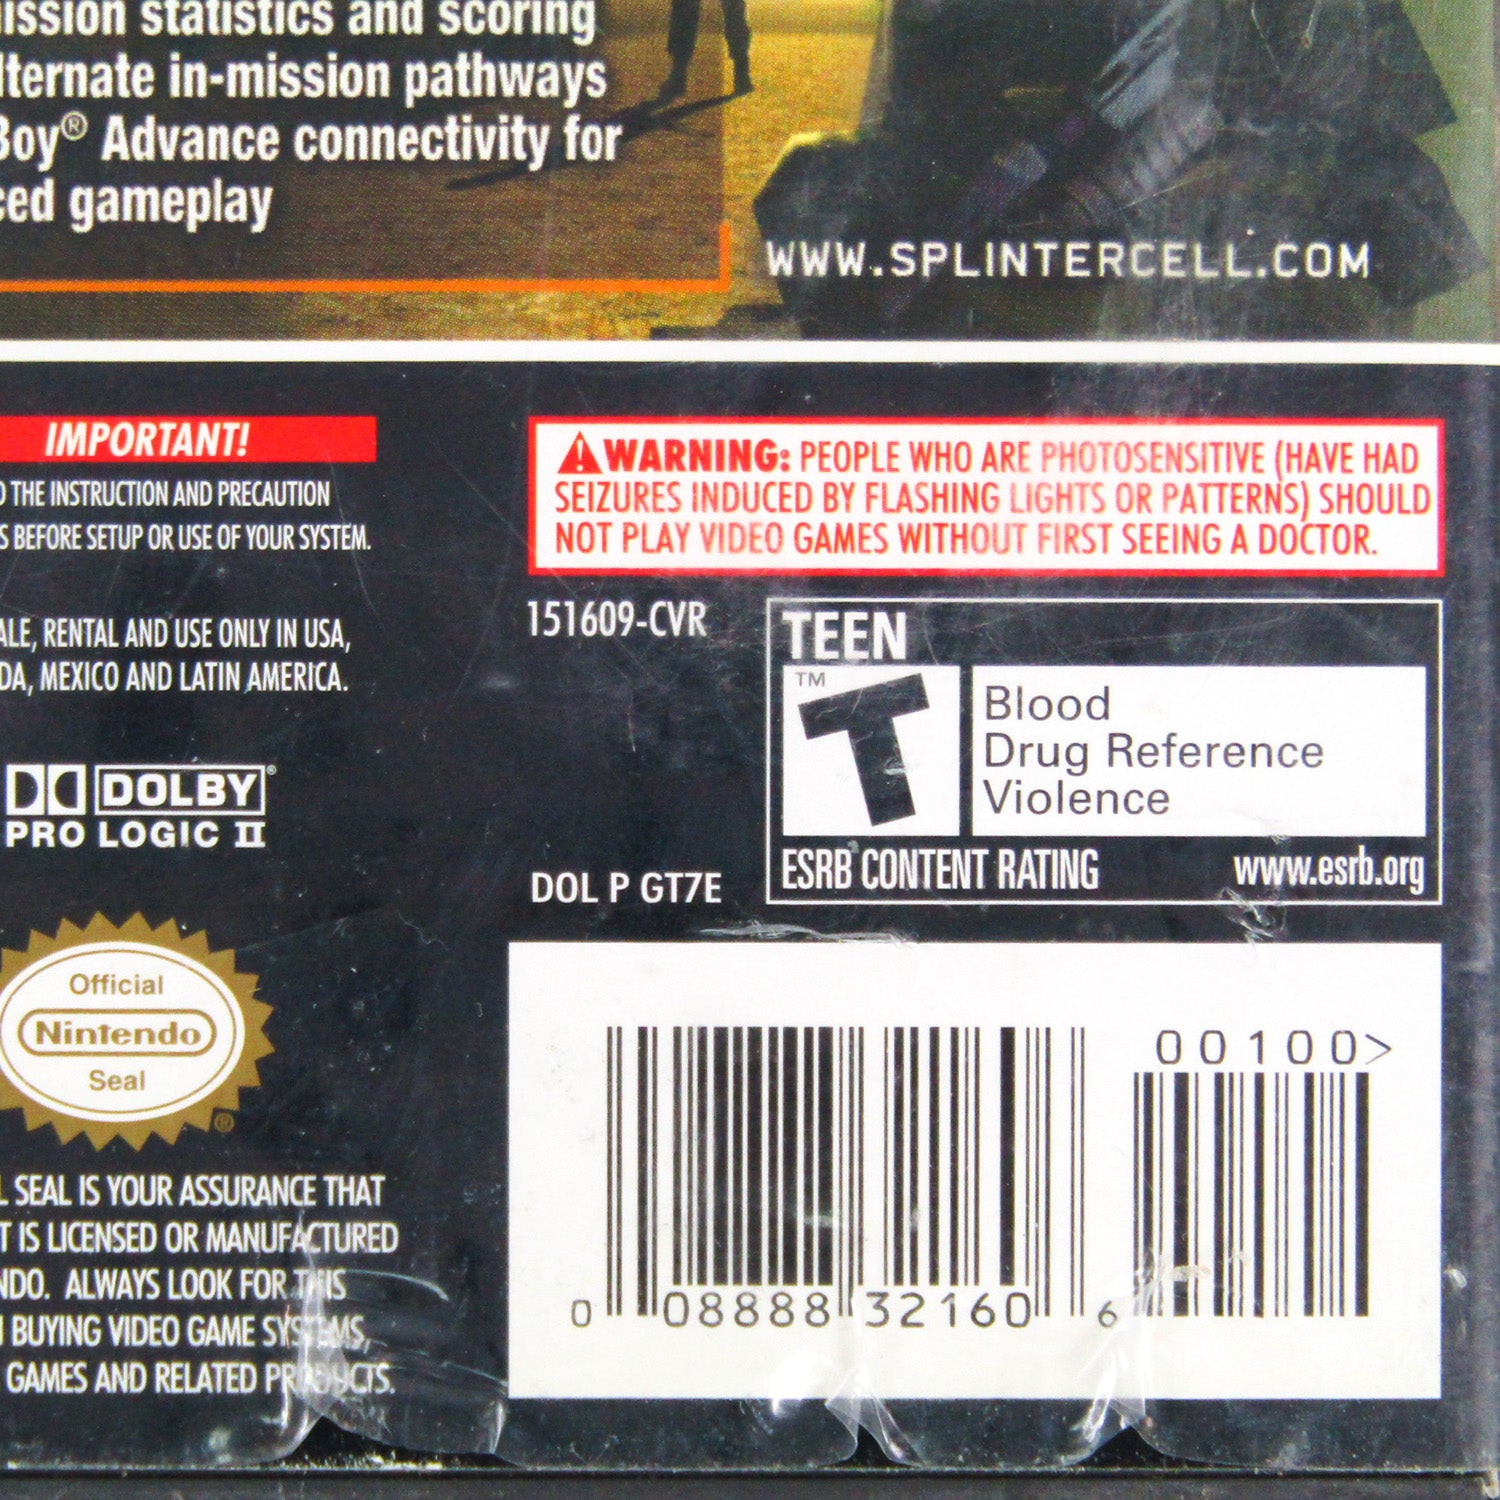 ission statistics and scoring
lternate in-mission pathways
Boy® Advance connectivity for
ced gameplay
WWW.SPLINTERCELL.COM
IMPORTANT!
THE INSTRUCTION AND PRECAUTION
S BEFORE SETUP OR USE OF YOUR SYSTEM.
ALE, RENTAL AND USE ONLY IN USA,
DA, MEXICO AND LATIN AMERICA.
DOLBY®
PRO LOGIC II
Official
Nintendo
Seal
®
L SEAL IS YOUR ASSURANCE THAT
T IS LICENSED OR MANUFACTURED
NDO. ALWAYS LOOK FOR THIS
BUYING VIDEO GAME SYSTEMS,
GAMES AND RELATED PRODUCTS.
WARNING: PEOPLE WHO ARE PHOTOSENSITIVE (HAVE HAD
SEIZURES INDUCED BY FLASHING LIGHTS OR PATTERNS) SHOULD
NOT PLAY VIDEO GAMES WITHOUT FIRST SEEING A DOCTOR.
151609-CVR
TEEN
TM
T
Blood
Drug Reference
Violence
ESRB CONTENT RATING www.esrb.org
DOL P GT7E
00100>
0 08888 32160 6